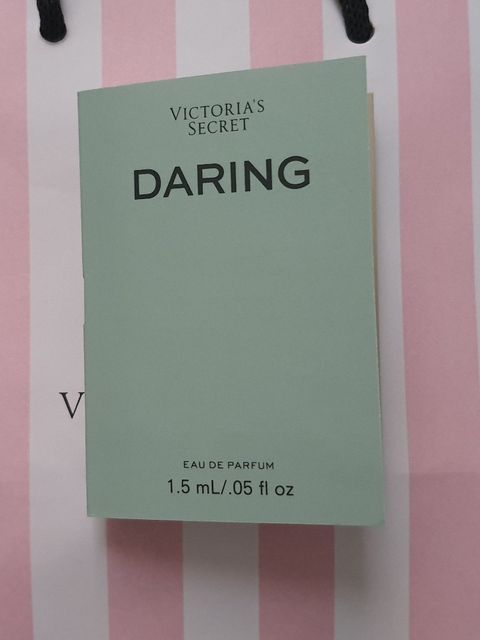 VICTORIA'S
SECRET
DARING
V
EAU DE PARFUM
1.5 mL/.05 fl oz